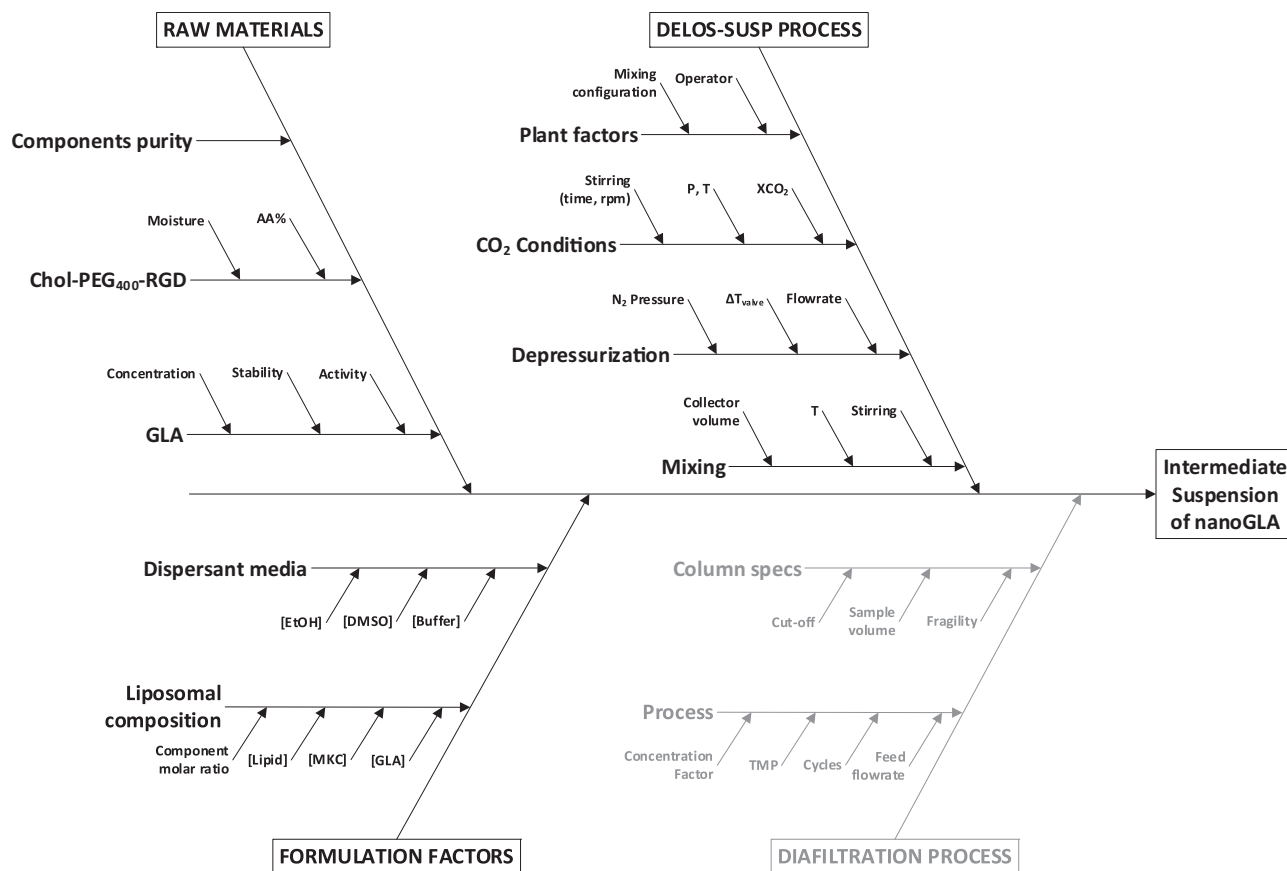 RAW MATERIALS
Components purity
Moisture
AA%
Chol-PEG₄₀₀-RGD
Concentration
Stability
Activity
GLA
DELOS-SUSP PROCESS
Mixing
configuration
Operator
Plant factors
Stirring
(time, rpm)
P, T
XCO₂
CO₂ Conditions
N₂ Pressure
ΔTᵥₐₗᵥₑ
Flowrate
Depressurization
Collector
volume
T
Stirring
Mixing
Intermediate
Suspension
of nanoGLA
Dispersant media
[EtOH]
[DMSO]
[Buffer]
Liposomal
composition
Component
molar ratio
[Lipid]
[MKC]
[GLA]
FORMULATION FACTORS
Column specs
Cut-off
Sample
volume
Fragility
Process
Concentration
Factor
TMP
Cycles
Feed
flowrate
DIAFILTRATION PROCESS